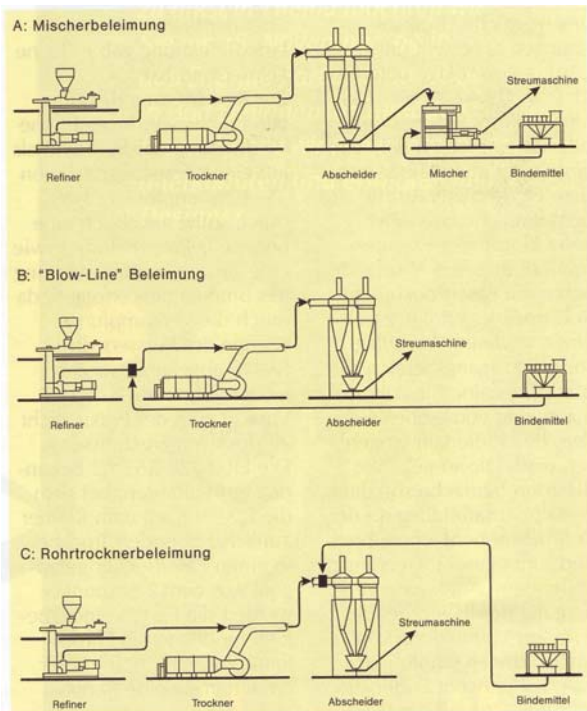 A: Mischerbeleimung
Streumaschine
Refiner Trockner Abscheider Mischer Bindemittel
B: "Blow-Line" Beleimung
Streumaschine
Refiner Trockner Abscheider Bindemittel
C: Rohrtrocknerbeleimung
Streumaschine
Refiner Trockner Abscheider Bindemittel